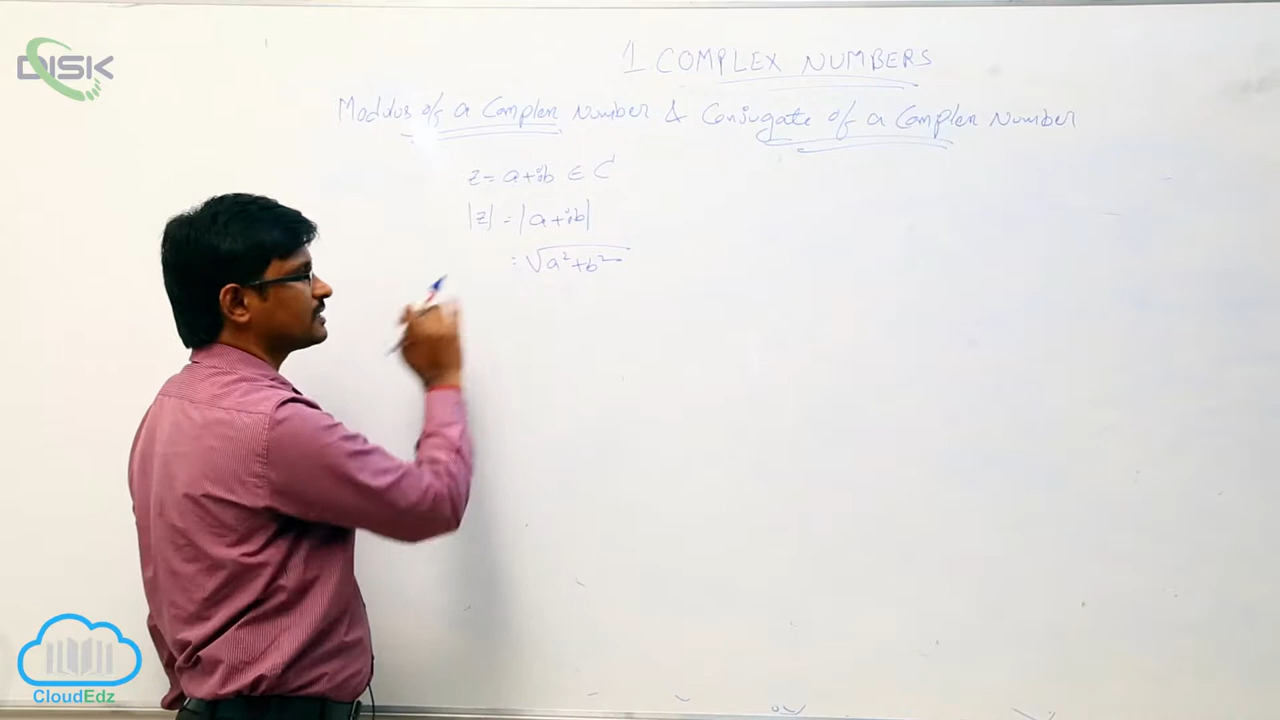 DISK
1 COMPLEX NUMBERS
Modulus of a Complex Number & Conjugate of a Complex Number
z = a+ib ∈ C
|z| = |a+ib|
= √a²+b²
CloudEdz